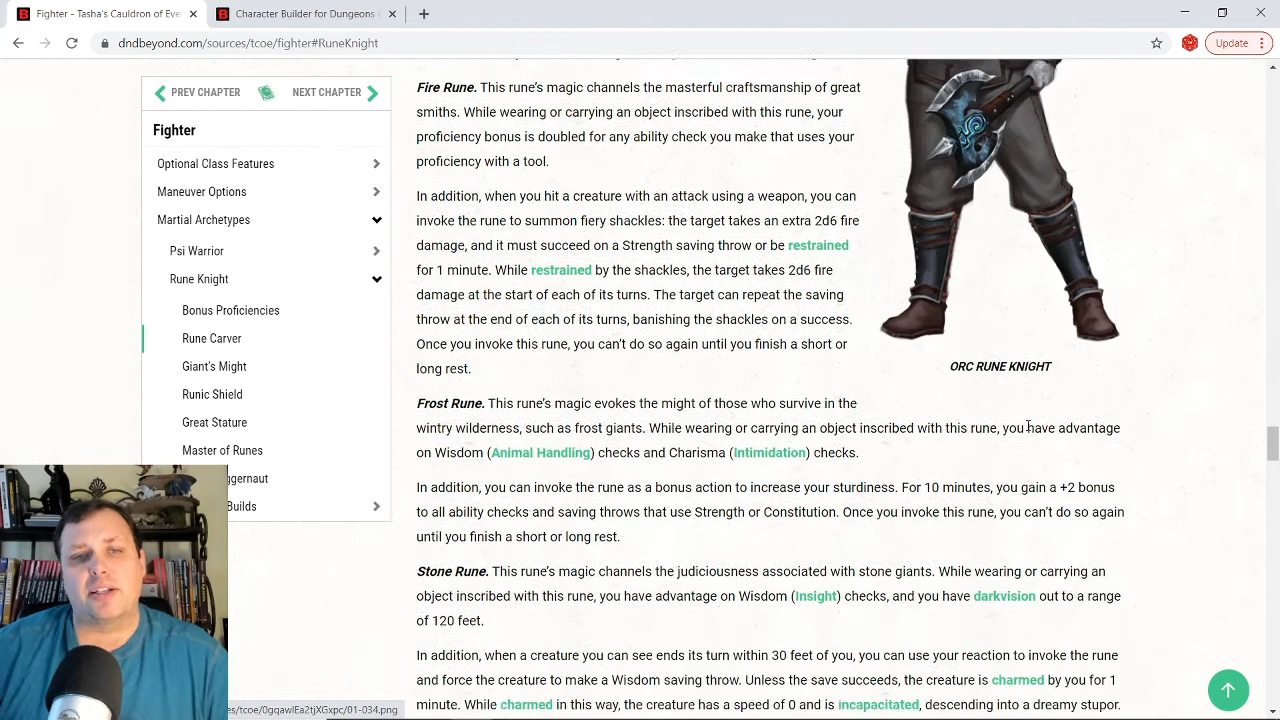 Fighter - Tasha's Cauldron of Eve
Character Builder for Dungeons &
dndbeyond.com/sources/tcoe/fighter#RuneKnight
Update
PREV CHAPTER
NEXT CHAPTER
Fighter
Optional Class Features
Maneuver Options
Martial Archetypes
Psi Warrior
Rune Knight
Bonus Proficiencies
Rune Carver
Giant's Might
Runic Shield
Great Stature
Master of Runes
ggernaut
Builds
Fire Rune. This rune's magic channels the masterful craftsmanship of great
smiths. While wearing or carrying an object inscribed with this rune, your
proficiency bonus is doubled for any ability check you make that uses your
proficiency with a tool.
In addition, when you hit a creature with an attack using a weapon, you can
invoke the rune to summon fiery shackles: the target takes an extra 2d6 fire
damage, and it must succeed on a Strength saving throw or be restrained
for 1 minute. While restrained by the shackles, the target takes 2d6 fire
damage at the start of each of its turns. The target can repeat the saving
throw at the end of each of its turns, banishing the shackles on a success.
Once you invoke this rune, you can't do so again until you finish a short or
long rest.
ORC RUNE KNIGHT
Frost Rune. This rune's magic evokes the might of those who survive in the
wintry wilderness, such as frost giants. While wearing or carrying an object inscribed with this rune, you have advantage
on Wisdom (Animal Handling) checks and Charisma (Intimidation) checks.
In addition, you can invoke the rune as a bonus action to increase your sturdiness. For 10 minutes, you gain a +2 bonus
to all ability checks and saving throws that use Strength or Constitution. Once you invoke this rune, you can't do so again
until you finish a short or long rest.
Stone Rune. This rune's magic channels the judiciousness associated with stone giants. While wearing or carrying an
object inscribed with this rune, you have advantage on Wisdom (Insight) checks, and you have darkvision out to a range
of 120 feet.
In addition, when a creature you can see ends its turn within 30 feet of you, you can use your reaction to invoke the rune
and force the creature to make a Wisdom saving throw. Unless the save succeeds, the creature is charmed by you for 1
minute. While charmed in this way, the creature has a speed of 0 and is incapacitated, descending into a dreamy stupor.
es/tcoe/0gqawlEa2tjXGxpc/01-034.png